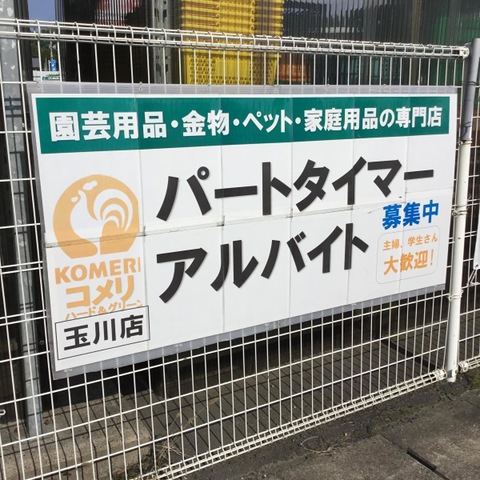 園芸用品・金物・ペット・家庭用品の専門店
パートタイマー
アルバイト
募集中
主婦、学生さん
大歓迎!
KOMERI
コメリ
ハード&グリーン
玉川店